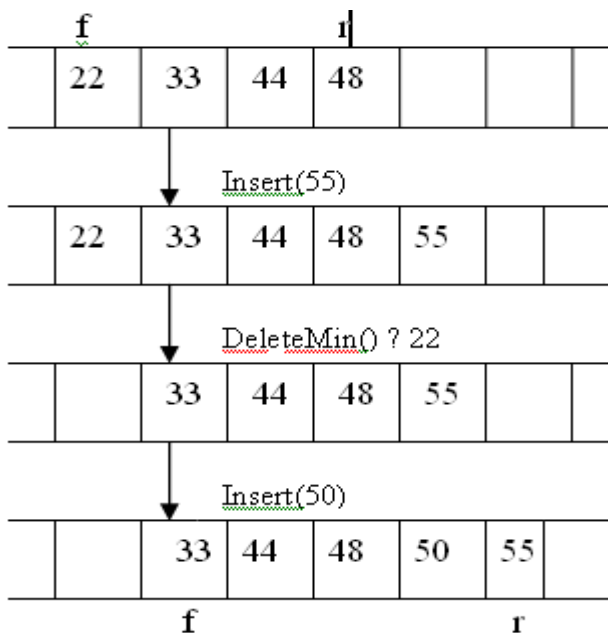 f r
22 33 44 48
Insert(55)
22 33 44 48 55
DeleteMin() ? 22
33 44 48 55
Insert(50)
33 44 48 50 55
f r